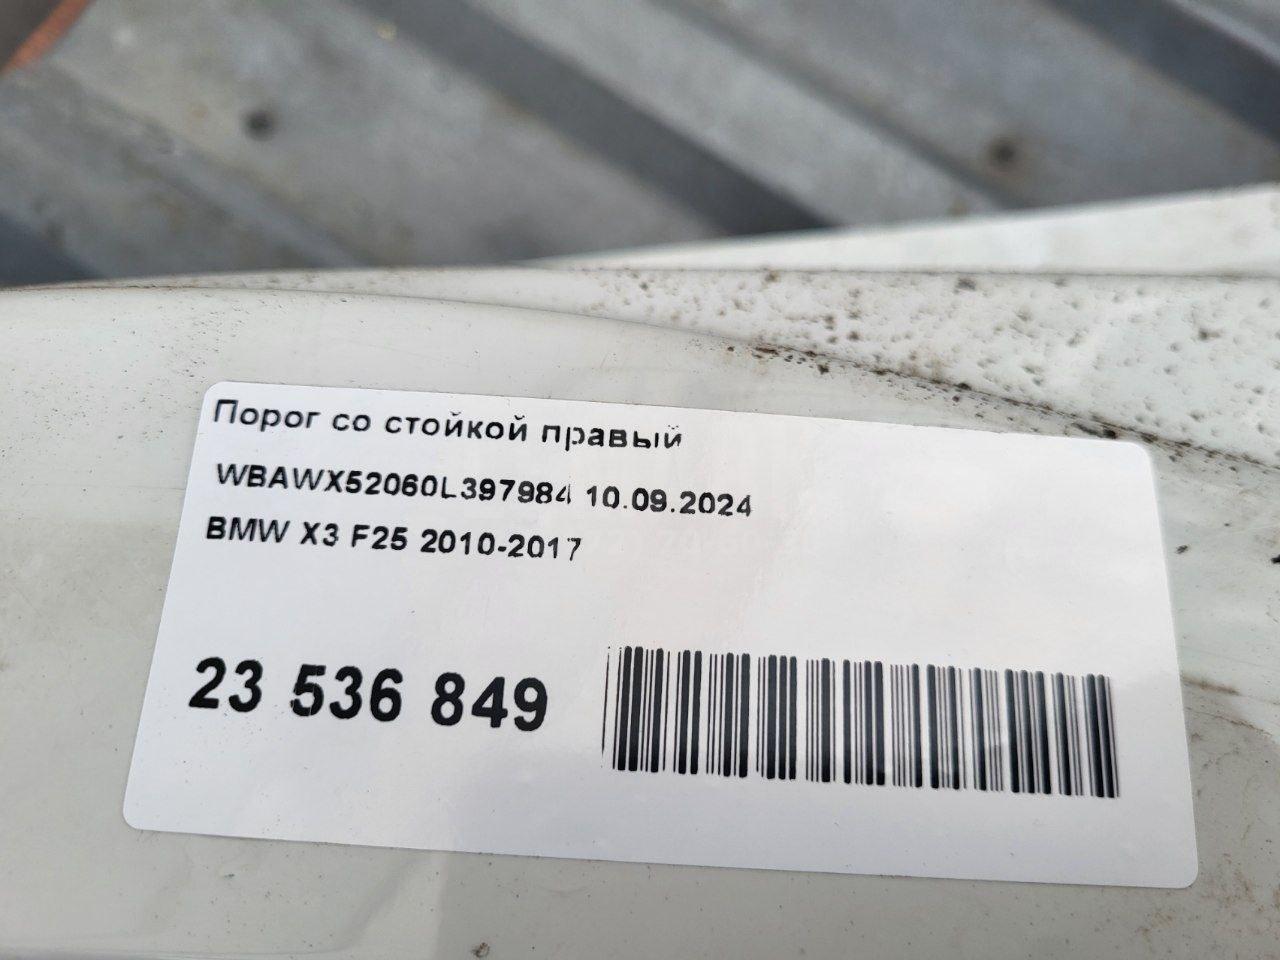 Порог со стойкой правый
WBAWX52060L397984 10.09.2024
BMW X3 F25 2010-2017
23 536 849